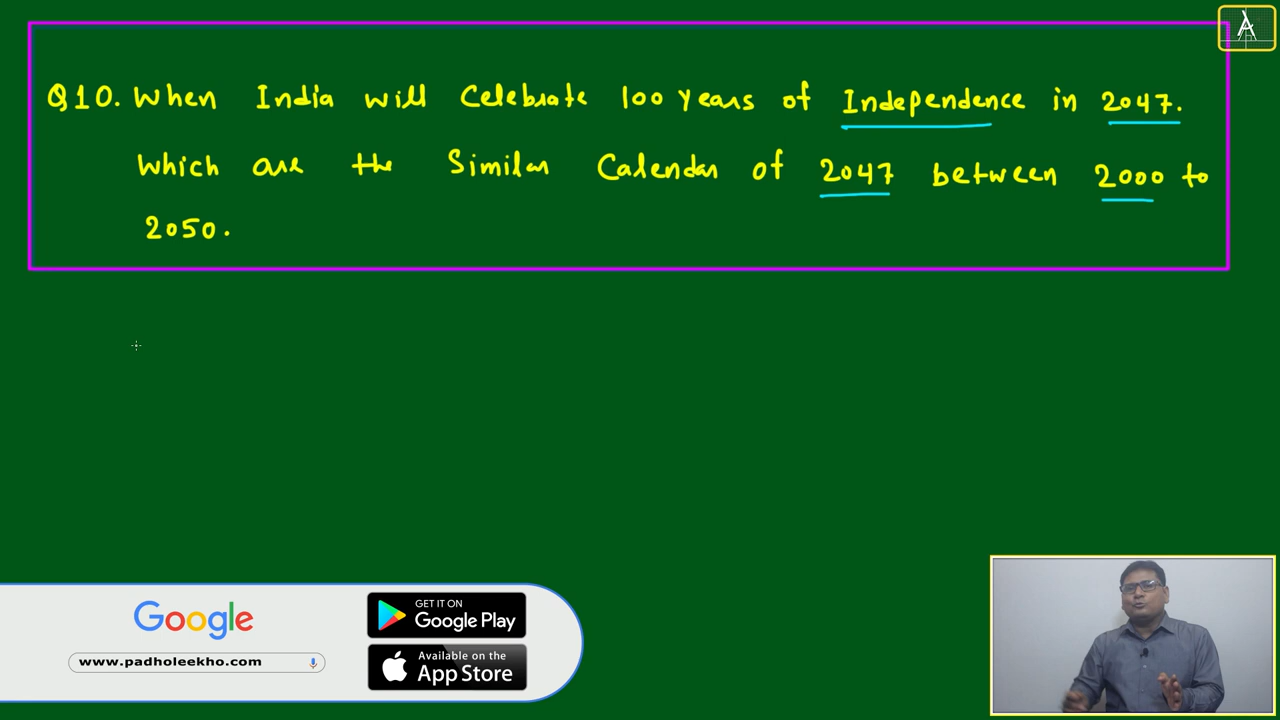 Q10. When India will Celebrate 100 years of Independence in 2047.
Which are the Similar Calendar of 2047 between 2000 to
2050.
Google
www.padholeekho.com
GET IT ON
Google Play
Available on the
App Store